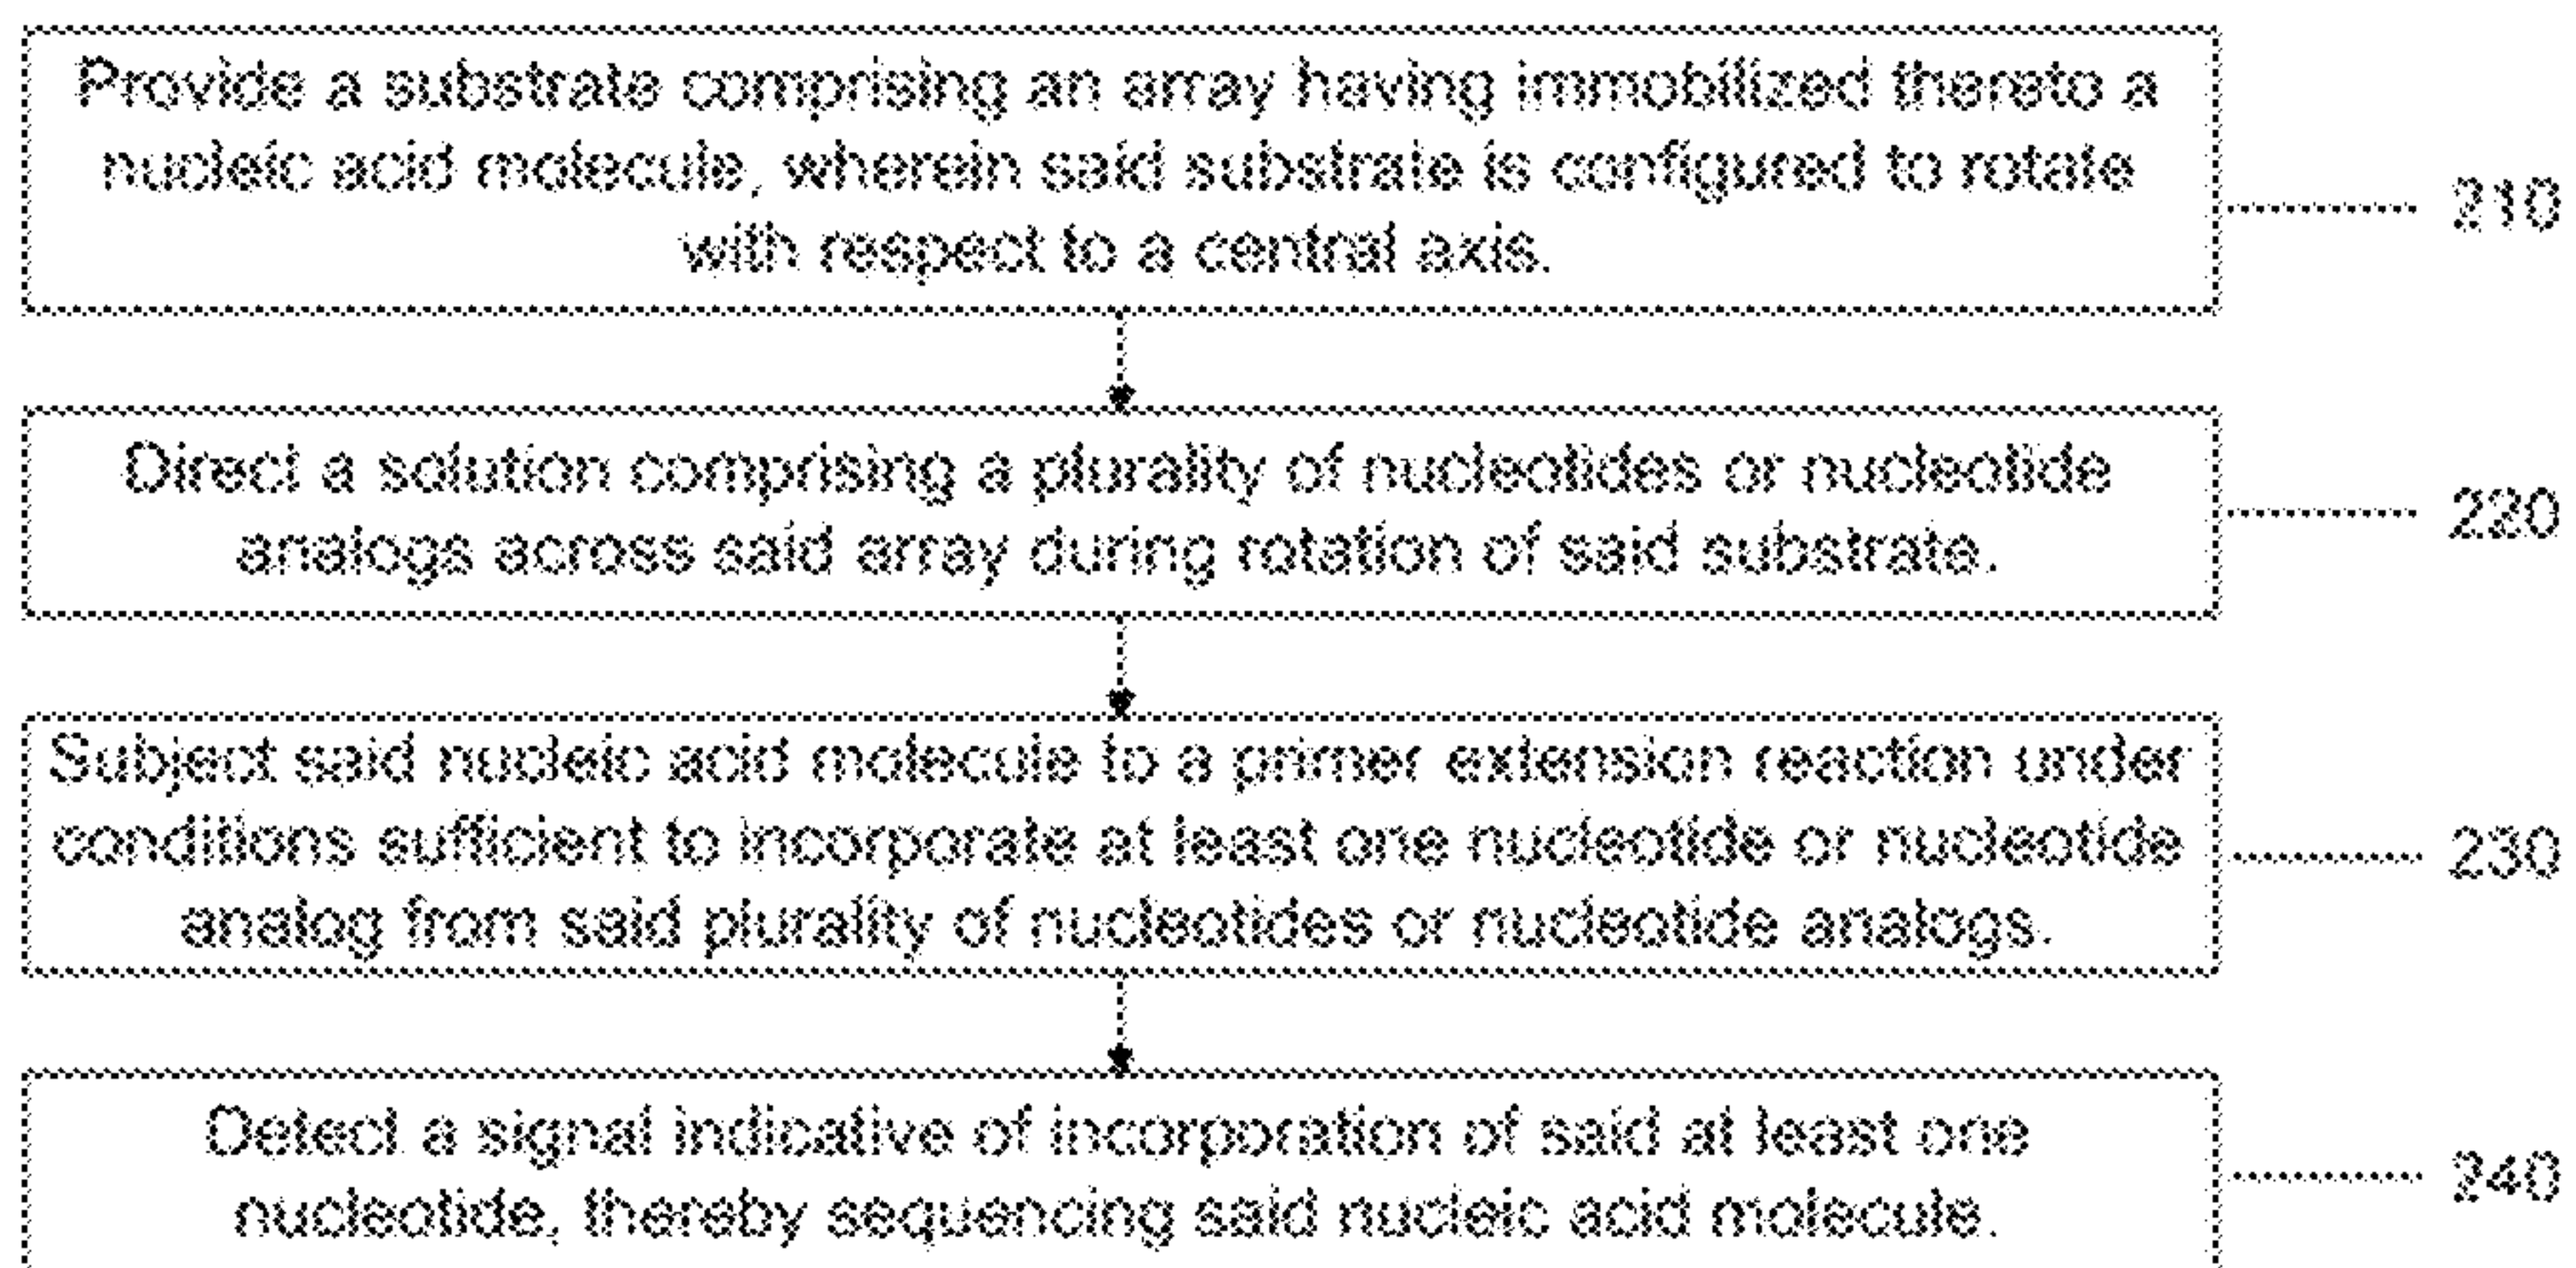 Provide a substrate comprising an array having immobilized thereto a
nucleic acid molecule, wherein said substrate is configured to rotate
with respect to a central axis.
210
Direct a solution comprising a plurality of nucleotides or nucleotide
analogs across said array during rotation of said substrate.
220
Subject said nucleic acid molecule to a primer extension reaction under
conditions sufficient to incorporate at least one nucleotide or nucleotide
analog from said plurality of nucleotides or nucleotide analogs.
230
Detect a signal indicative of incorporation of said at least one
nucleotide, thereby sequencing said nucleic acid molecule.
240